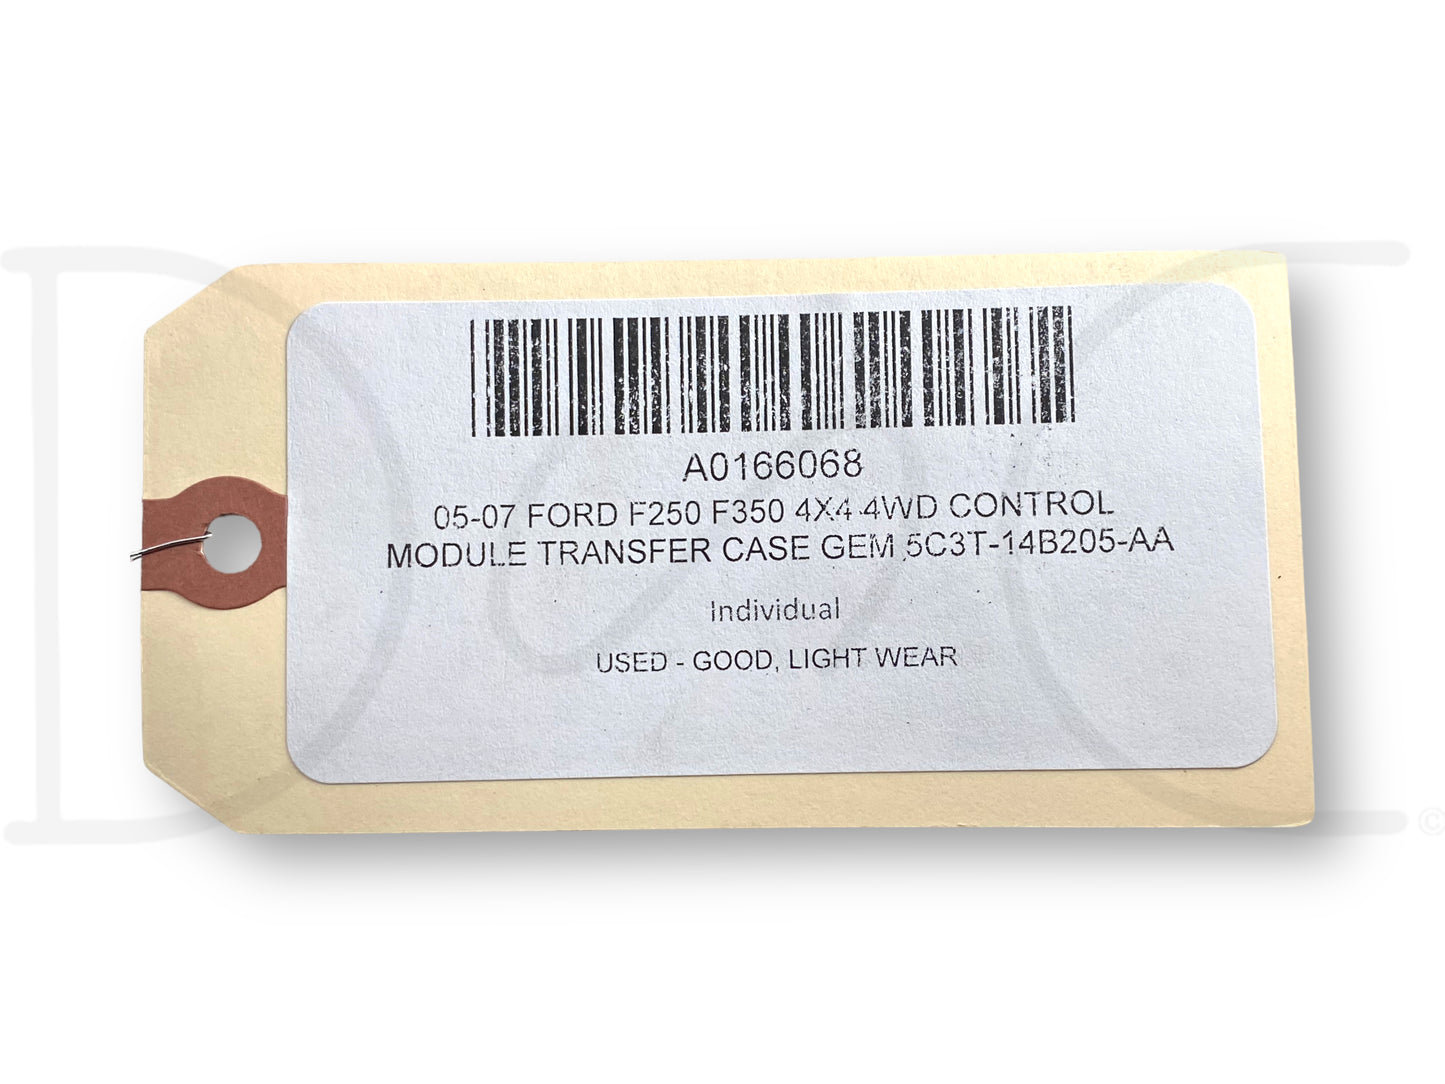 A0166068
05-07 FORD F250 F350 4X4 4WD CONTROL
MODULE TRANSFER CASE GEM 5C3T-14B205-AA
Individual
USED - GOOD, LIGHT WEAR
©